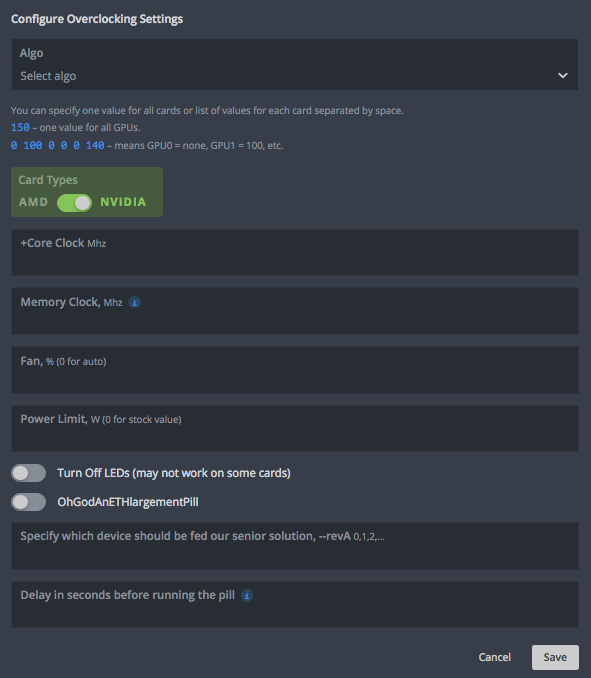 Configure Overclocking Settings
Algo
Select algo
You can specify one value for all cards or list of values for each card separated by space.
150 – one value for all GPUs.
0 100 0 0 0 140 – means GPU0 = none, GPU1 = 100, etc.
Card Types
AMD NVIDIA
+Core Clock Mhz
Memory Clock, Mhz i
Fan, % (0 for auto)
Power Limit, W (0 for stock value)
Turn Off LEDs (may not work on some cards)
OhGodAnETHlargementPill
Specify which device should be fed our senior solution, --revA 0,1,2,...
Delay in seconds before running the pill i
Cancel Save